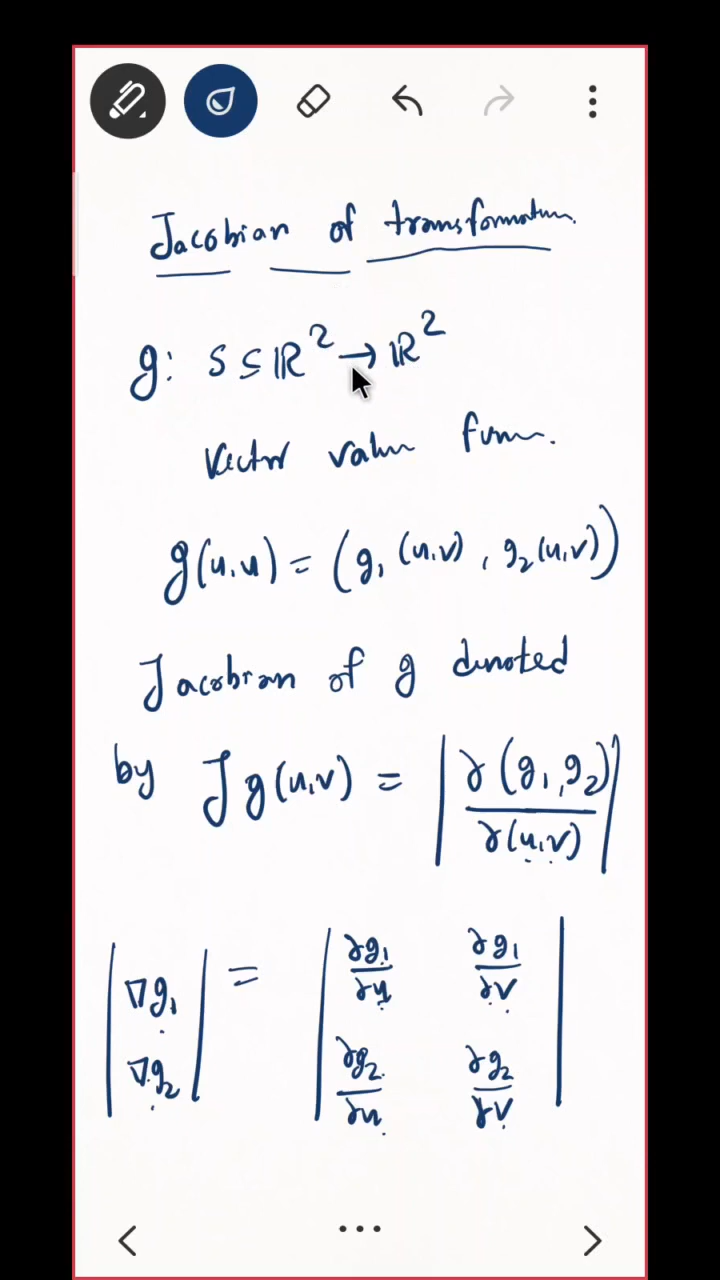 Jacobian of transformation.
g: S ⊆ ℝ² → ℝ²
Vector value func.
g(u,u) = (g₁(u,v), g₂(u,v))
Jacobian of g denoted
by Jg(u,v) = |∂(g₁,g₂)/∂(u,v)|
|∇g₁ ; ∇g₂| = |∂g₁/∂u ∂g₁/∂v ; ∂g₂/∂u ∂g₂/∂v|